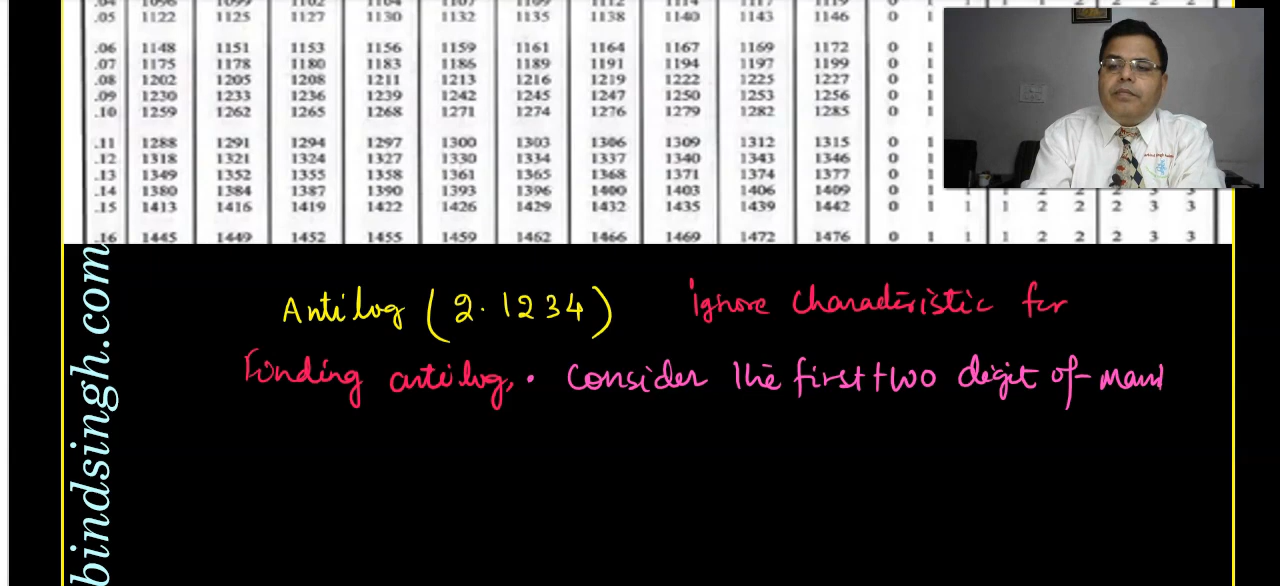 .05 1122 1125 1127 1130 1132 1135 1138 1140 1143 1146 0 1
.06 1148 1151 1153 1156 1159 1161 1164 1167 1169 1172 0 1
.07 1175 1178 1180 1183 1186 1189 1191 1194 1197 1199 0 1
.08 1202 1205 1208 1211 1213 1216 1219 1222 1225 1227 0 1
.09 1230 1233 1236 1239 1242 1245 1247 1250 1253 1256 0 1
.10 1259 1262 1265 1268 1271 1274 1276 1279 1282 1285 0 1
.11 1288 1291 1294 1297 1300 1303 1306 1309 1312 1315 0 1
.12 1318 1321 1324 1327 1330 1334 1337 1340 1343 1346 0 1
.13 1349 1352 1355 1358 1361 1365 1368 1371 1374 1377 0 1
.14 1380 1384 1387 1390 1393 1396 1400 1403 1406 1409 0 1
.15 1413 1416 1419 1422 1426 1429 1432 1435 1439 1442 0 1 1 1 2 2 2 3 3
.16 1445 1449 1452 1455 1459 1462 1466 1469 1472 1476 0 1 1 1 2 2 2 3 3
Antilog (2.1234) Ignore Characteristic for
Finding antilog, . Consider the first two digit of mant
bindsingh.com